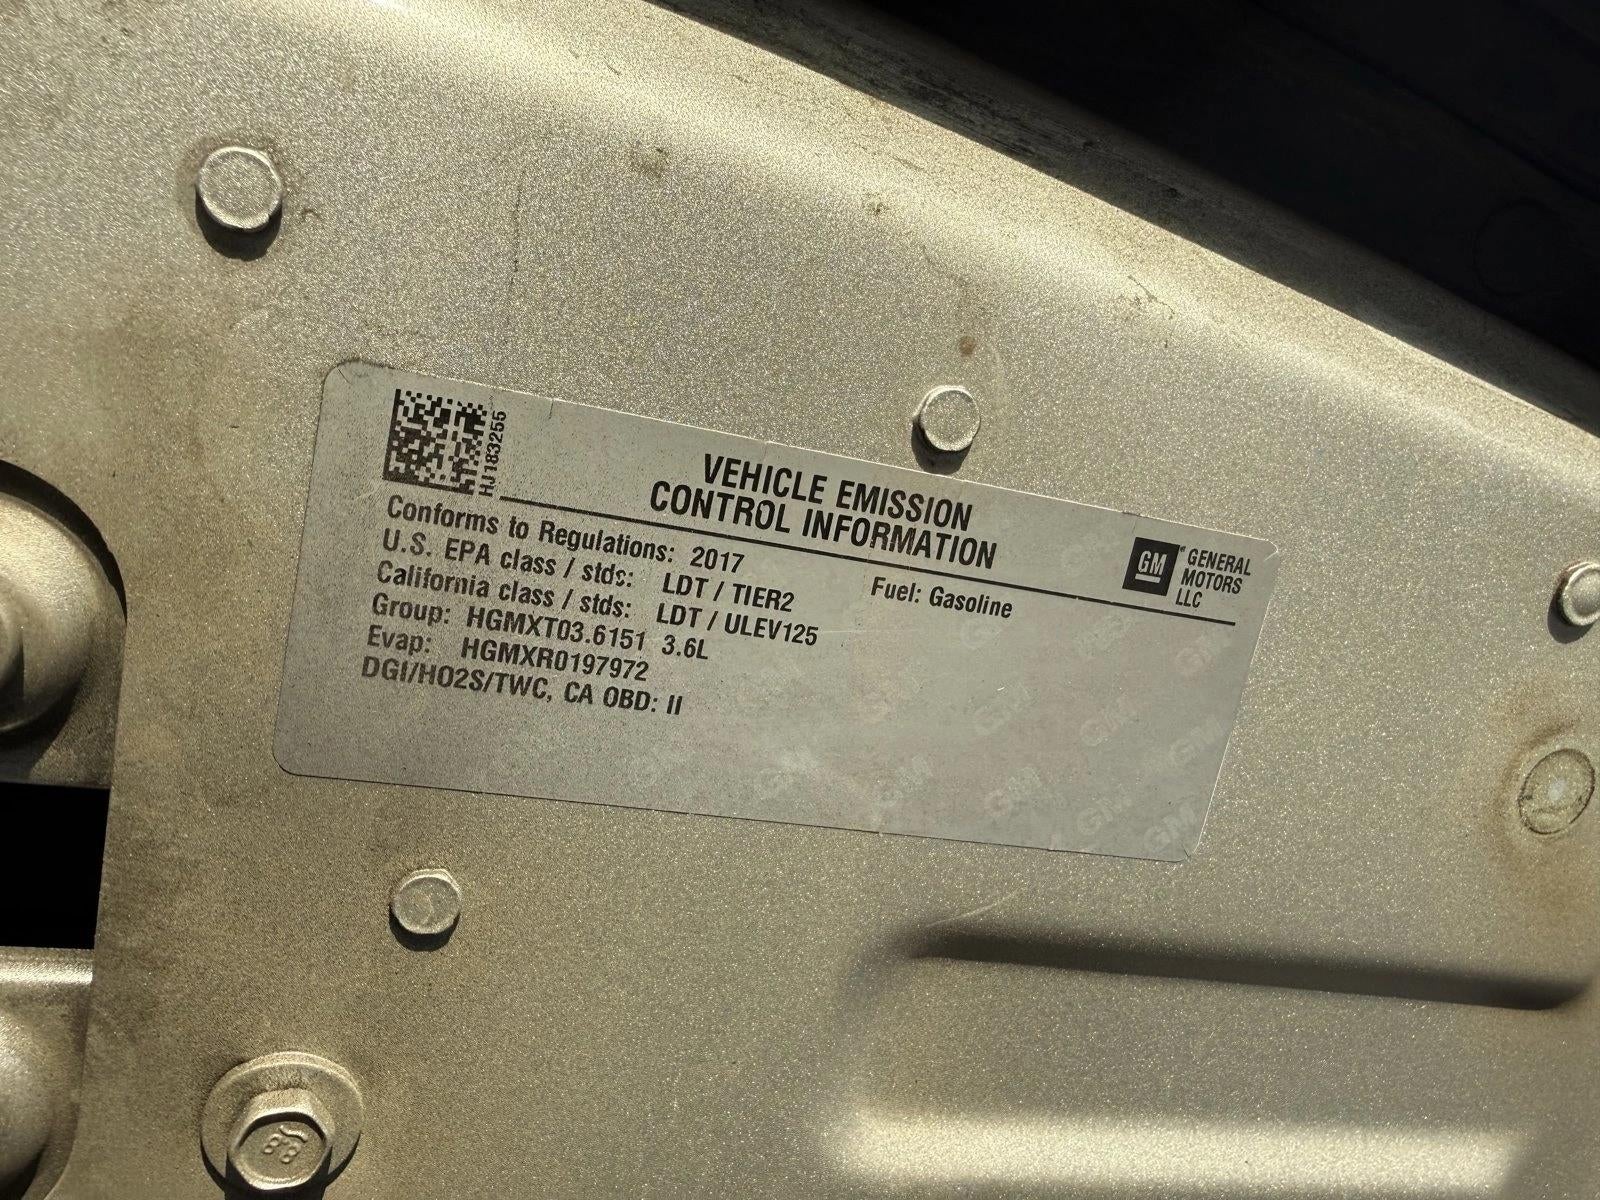 HJ183255
VEHICLE EMISSION
CONTROL INFORMATION
GM
GENERAL
MOTORS
LLC
Conforms to Regulations: 2017
Fuel: Gasoline
U.S. EPA class / stds: LDT / TIER2
California class / stds: LDT / ULEV125
Group: HGMXT03.6151 3.6L
Evap: HGMXR0197972
DGI/HO2S/TWC, CA OBD: II
8.8